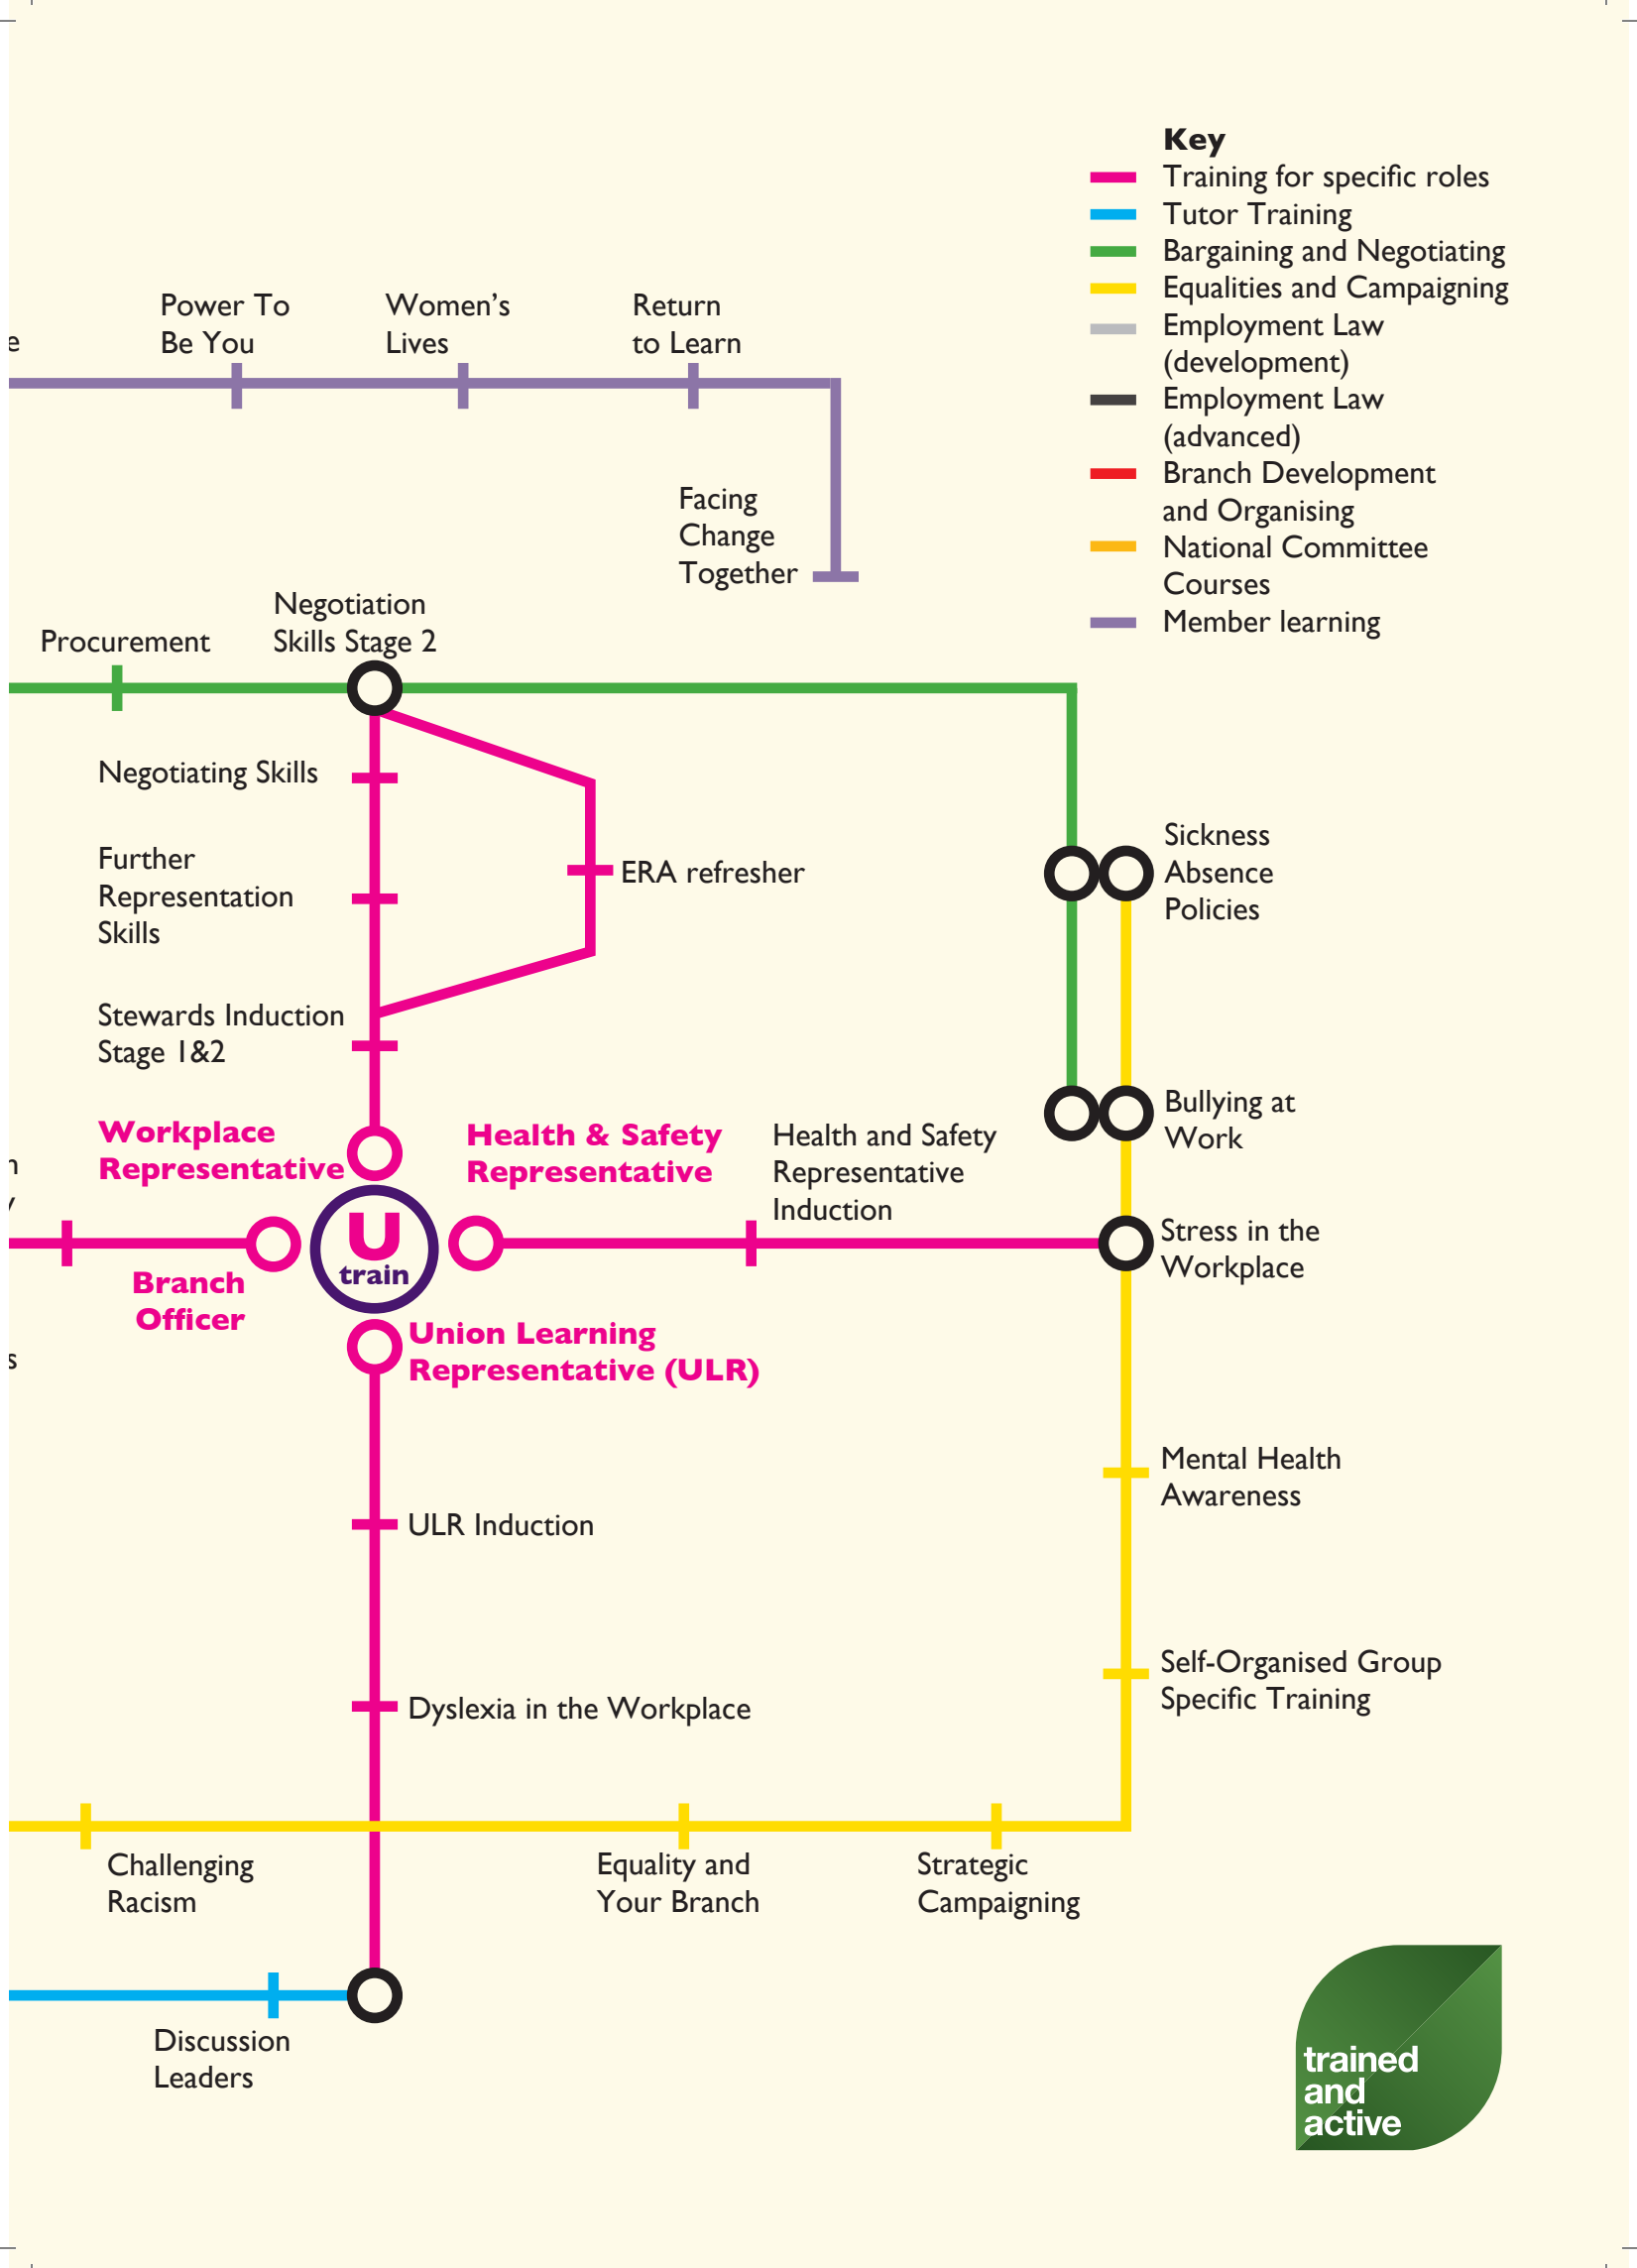 Key
Training for specific roles
Tutor Training
Bargaining and Negotiating
Equalities and Campaigning
Employment Law
(development)
Employment Law
(advanced)
Branch Development
and Organising
National Committee
Courses
Member learning
Power To
Be You
Women’s
Lives
Return
to Learn
e
Facing
Change
Together
Negotiation
Skills Stage 2
Procurement
Negotiating Skills
Further
Representation
Skills
ERA refresher
Sickness
Absence
Policies
Stewards Induction
Stage 1&2
Bullying at
Work
Workplace
Representative
Health & Safety
Representative
Health and Safety
Representative
Induction
n
U
train
Stress in the
Workplace
Branch
Officer
Union Learning
Representative (ULR)
s
Mental Health
Awareness
ULR Induction
Self-Organised Group
Specific Training
Dyslexia in the Workplace
Challenging
Racism
Equality and
Your Branch
Strategic
Campaigning
Discussion
Leaders
trained
and
active